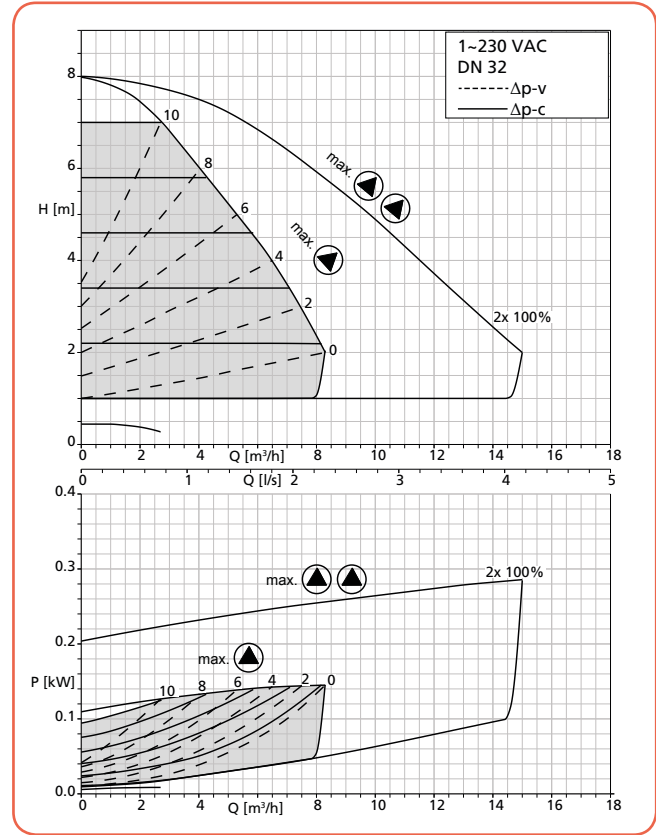 1~230 VAC
DN 32
Δp-v
Δp-c
8
6
H [m]
4
2
0
10
8
6
4
2
0
max.
max.
2x 100%
0 2 4 8 10 12 14 16 18
Q [m³/h]
0 1 2 3 4 5
Q [l/s]
0.4
0.3
0.2
P [kW]
0.1
0.0
max.
2x 100%
max.
10 8 6 4 2 0
0 4 8 10 12 14 16 18
Q [m³/h]